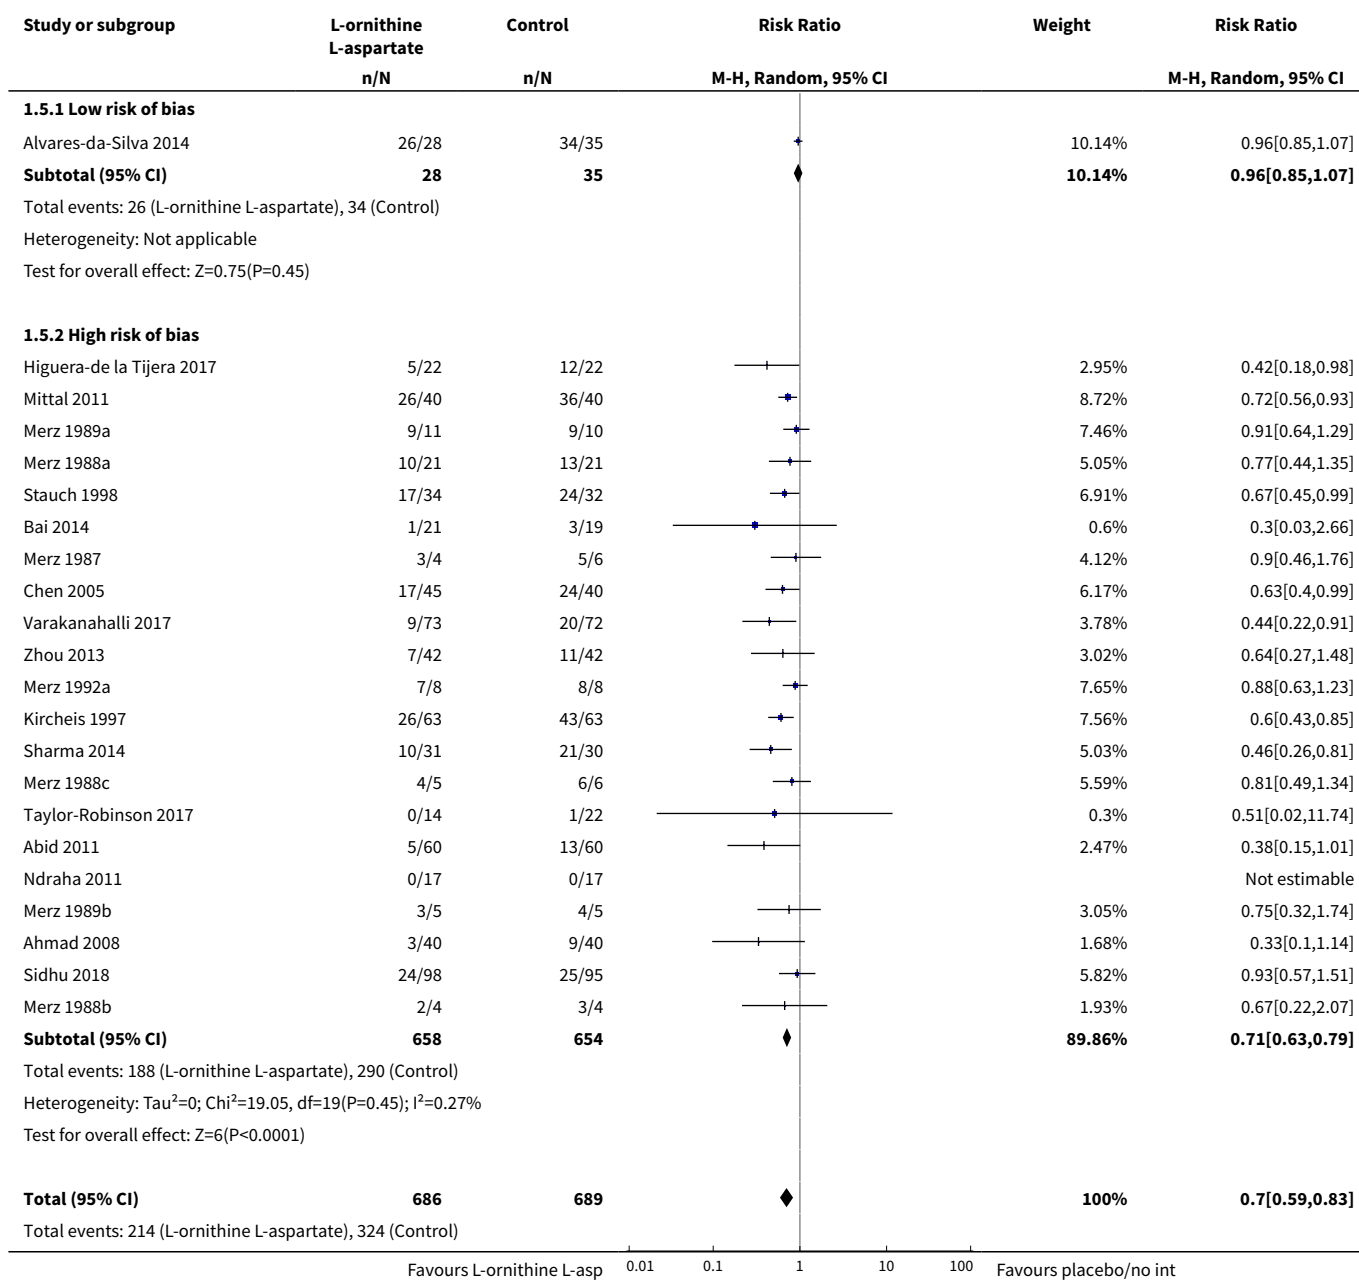 Study or subgroup L-ornithine L-aspartate Control Risk Ratio Weight Risk Ratio
n/N n/N M-H, Random, 95% CI M-H, Random, 95% CI
1.5.1 Low risk of bias
Alvares-da-Silva 2014 26/28 34/35 10.14% 0.96[0.85,1.07]
Subtotal (95% CI) 28 35 10.14% 0.96[0.85,1.07]
Total events: 26 (L-ornithine L-aspartate), 34 (Control)
Heterogeneity: Not applicable
Test for overall effect: Z=0.75(P=0.45)
1.5.2 High risk of bias
Higuera-de la Tijera 2017 5/22 12/22 2.95% 0.42[0.18,0.98]
Mittal 2011 26/40 36/40 8.72% 0.72[0.56,0.93]
Merz 1989a 9/11 9/10 7.46% 0.91[0.64,1.29]
Merz 1988a 10/21 13/21 5.05% 0.77[0.44,1.35]
Stauch 1998 17/34 24/32 6.91% 0.67[0.45,0.99]
Bai 2014 1/21 3/19 0.6% 0.3[0.03,2.66]
Merz 1987 3/4 5/6 4.12% 0.9[0.46,1.76]
Chen 2005 17/45 24/40 6.17% 0.63[0.4,0.99]
Varakanahalli 2017 9/73 20/72 3.78% 0.44[0.22,0.91]
Zhou 2013 7/42 11/42 3.02% 0.64[0.27,1.48]
Merz 1992a 7/8 8/8 7.65% 0.88[0.63,1.23]
Kircheis 1997 26/63 43/63 7.56% 0.6[0.43,0.85]
Sharma 2014 10/31 21/30 5.03% 0.46[0.26,0.81]
Merz 1988c 4/5 6/6 5.59% 0.81[0.49,1.34]
Taylor-Robinson 2017 0/14 1/22 0.3% 0.51[0.02,11.74]
Abid 2011 5/60 13/60 2.47% 0.38[0.15,1.01]
Ndraha 2011 0/17 0/17 Not estimable
Merz 1989b 3/5 4/5 3.05% 0.75[0.32,1.74]
Ahmad 2008 3/40 9/40 1.68% 0.33[0.1,1.14]
Sidhu 2018 24/98 25/95 5.82% 0.93[0.57,1.51]
Merz 1988b 2/4 3/4 1.93% 0.67[0.22,2.07]
Subtotal (95% CI) 658 654 89.86% 0.71[0.63,0.79]
Total events: 188 (L-ornithine L-aspartate), 290 (Control)
Heterogeneity: Tau²=0; Chi²=19.05, df=19(P=0.45); I²=0.27%
Test for overall effect: Z=6(P<0.0001)
Total (95% CI) 686 689 100% 0.7[0.59,0.83]
Total events: 214 (L-ornithine L-aspartate), 324 (Control)
Favours L-ornithine L-asp 0.01 0.1 1 10 100 Favours placebo/no int